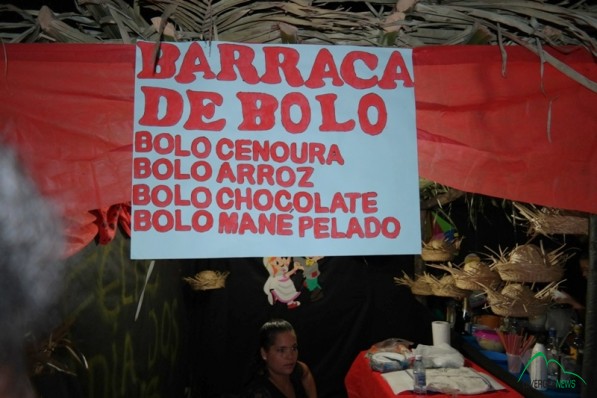 BARRACA
DE BOLO
BOLO CENOURA
BOLO ARROZ
BOLO CHOCOLATE
BOLO MANÉ PELADO